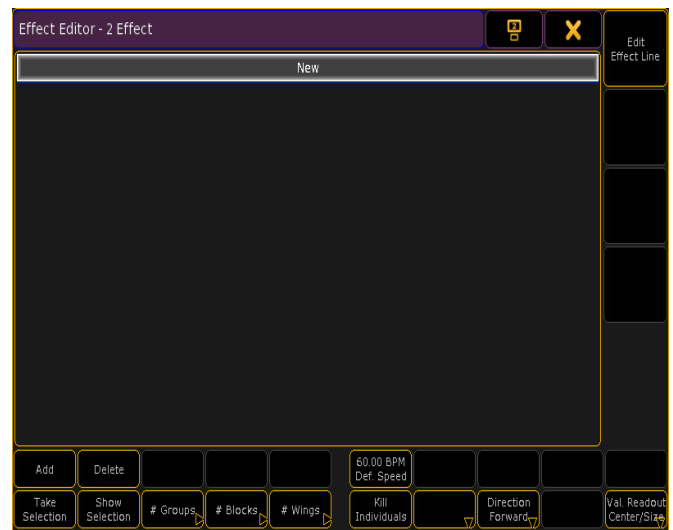 Effect Editor - 2 Effect
2
Edit
Effect Line
New
Add
Delete
60.00 BPM
Def. Speed
Take
Selection
Show
Selection
# Groups
# Blocks
# Wings
Kill
Individuals
Direction
Forward
Val. Readout
Center/Size